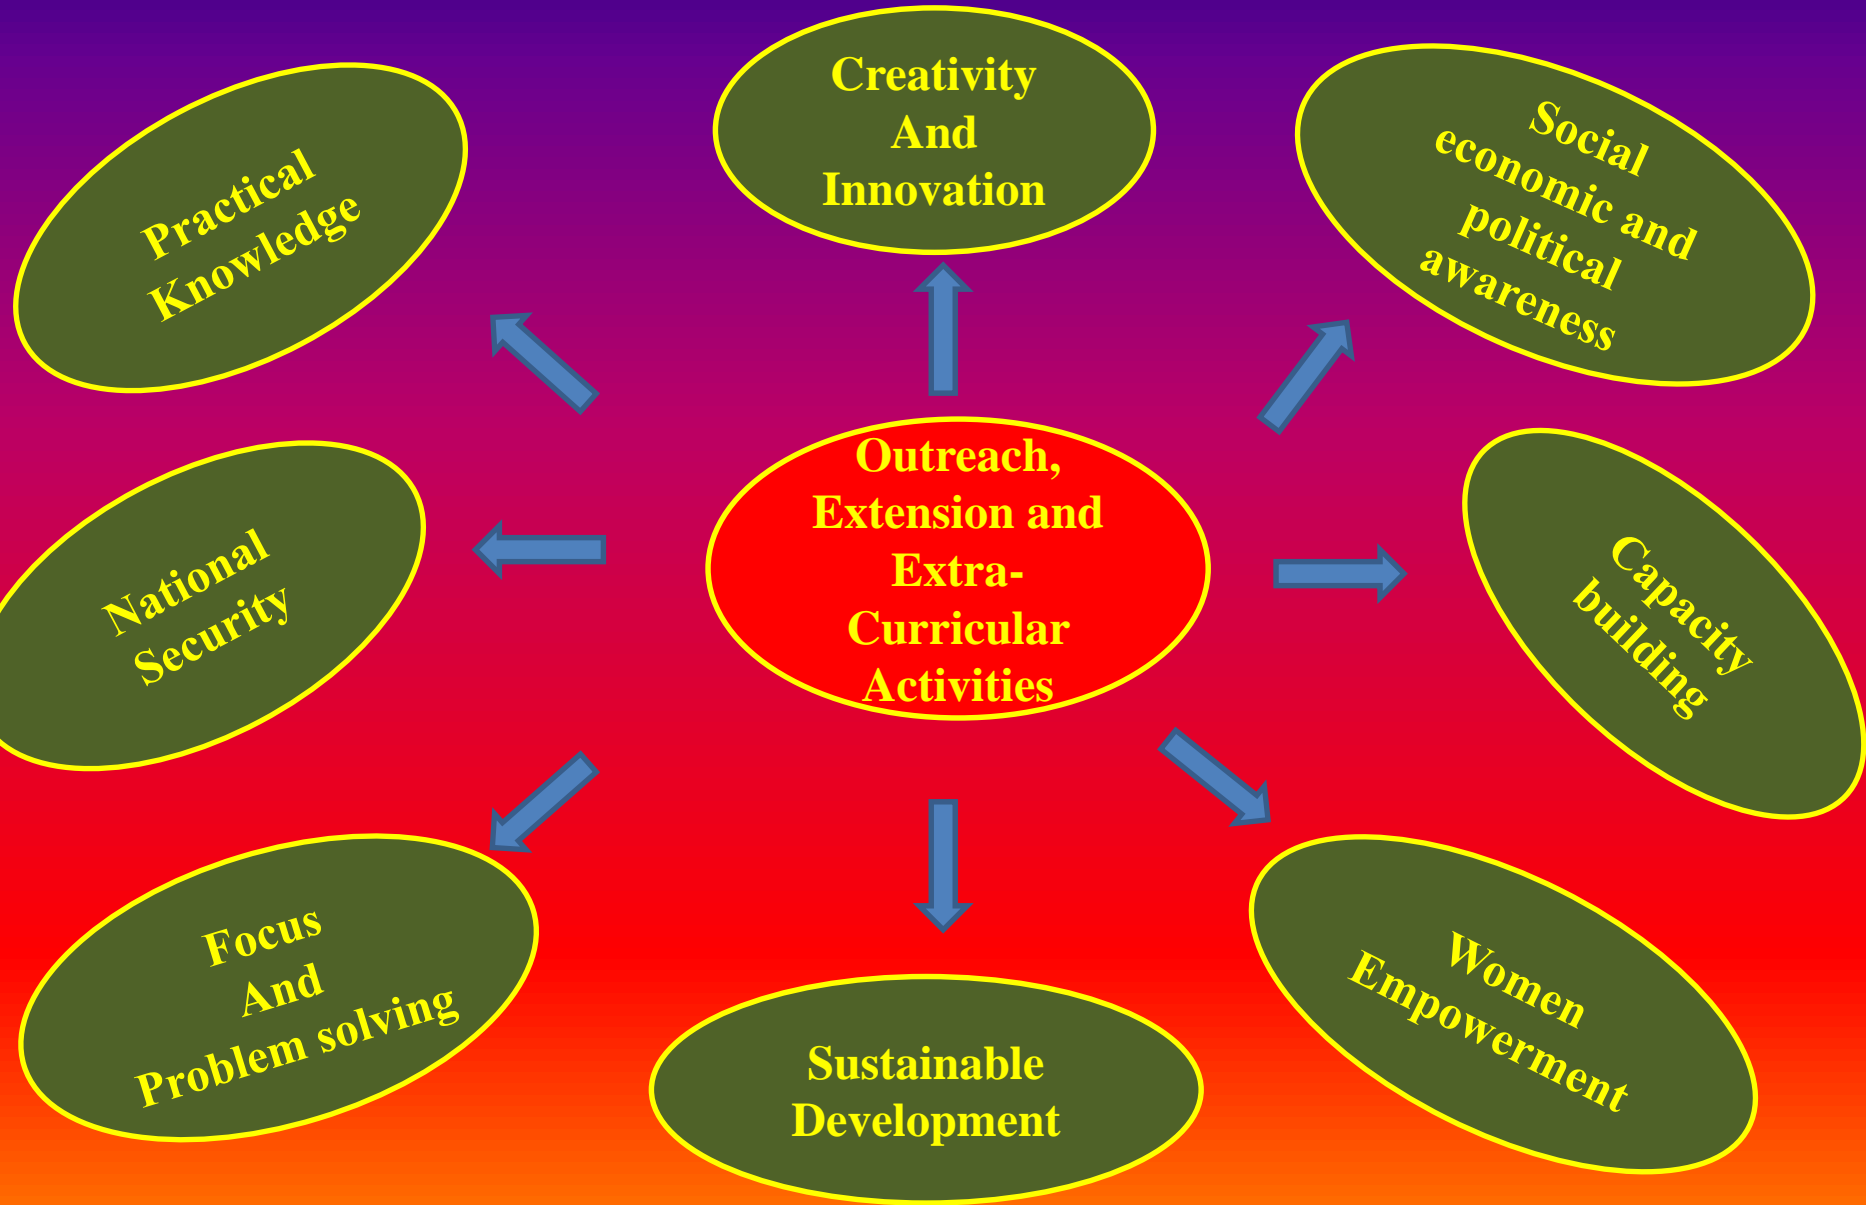 Creativity
And
Innovation
Practical
Knowledge
Social
economic and
political
awareness
Outreach,
Extension and
Extra-
Curricular
Activities
National
Security
Capacity
building
Focus
And
Problem solving
Women
Empowerment
Sustainable
Development